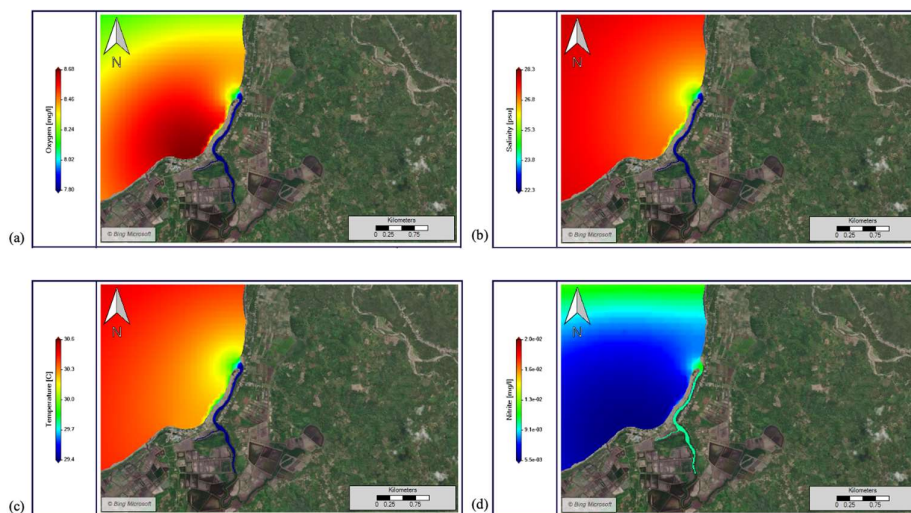 N
Oxygen [mg/l]
8.68
8.46
8.24
8.02
7.80
Kilometers
0 0.25 0.75
© Bing Microsoft
(a)
N
Salinity [psu]
28.3
26.8
25.3
23.8
22.3
Kilometers
0 0.25 0.75
© Bing Microsoft
(b)
N
Temperature [C]
30.6
30.3
30.0
29.7
29.4
Kilometers
0 0.25 0.75
© Bing Microsoft
(c)
N
Nitrite [mg/l]
2.0e-02
1.6e-02
1.3e-02
9.1e-03
5.5e-03
Kilometers
0 0.25 0.75
© Bing Microsoft
(d)